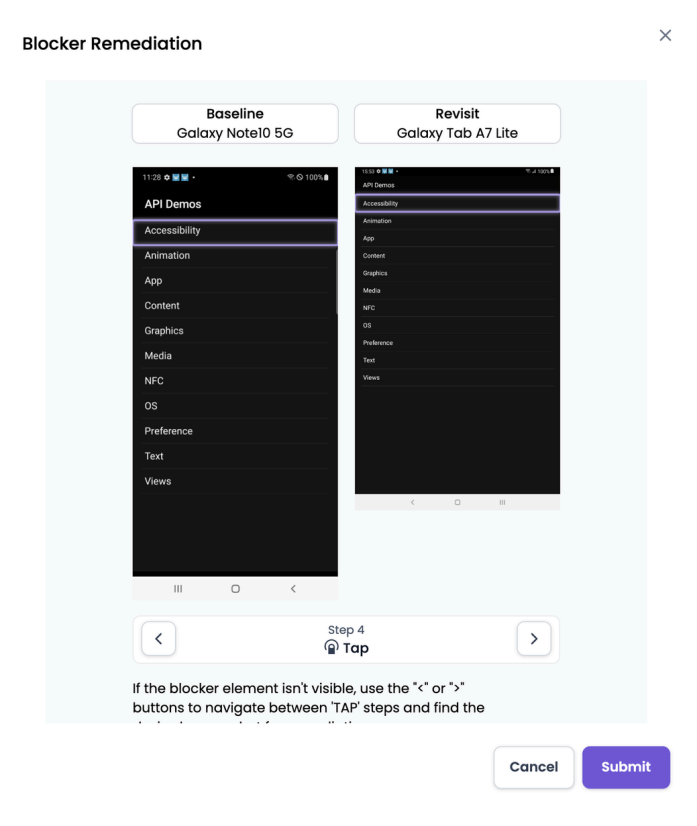 Blocker Remediation
Baseline
Galaxy Note10 5G
Revisit
Galaxy Tab A7 Lite
11:28
100%
API Demos
Accessibility
Animation
App
Content
Graphics
Media
NFC
OS
Preference
Text
Views
15:53
100%
API Demos
Accessibility
Animation
App
Content
Graphics
Media
NFC
OS
Preference
Text
Views
Step 4
Tap
If the blocker element isn't visible, use the "<" or ">"
buttons to navigate between 'TAP' steps and find the
Cancel
Submit